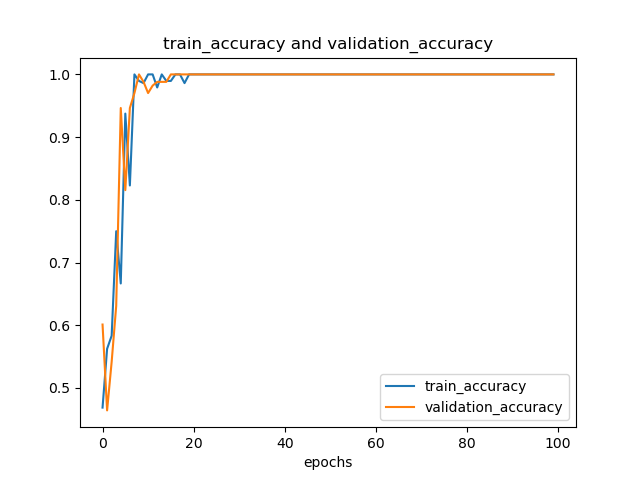 train_accuracy and validation_accuracy
1.0
0.9
0.8
0.7
0.6
0.5
train_accuracy
validation_accuracy
0 20 40 60 80 100
epochs